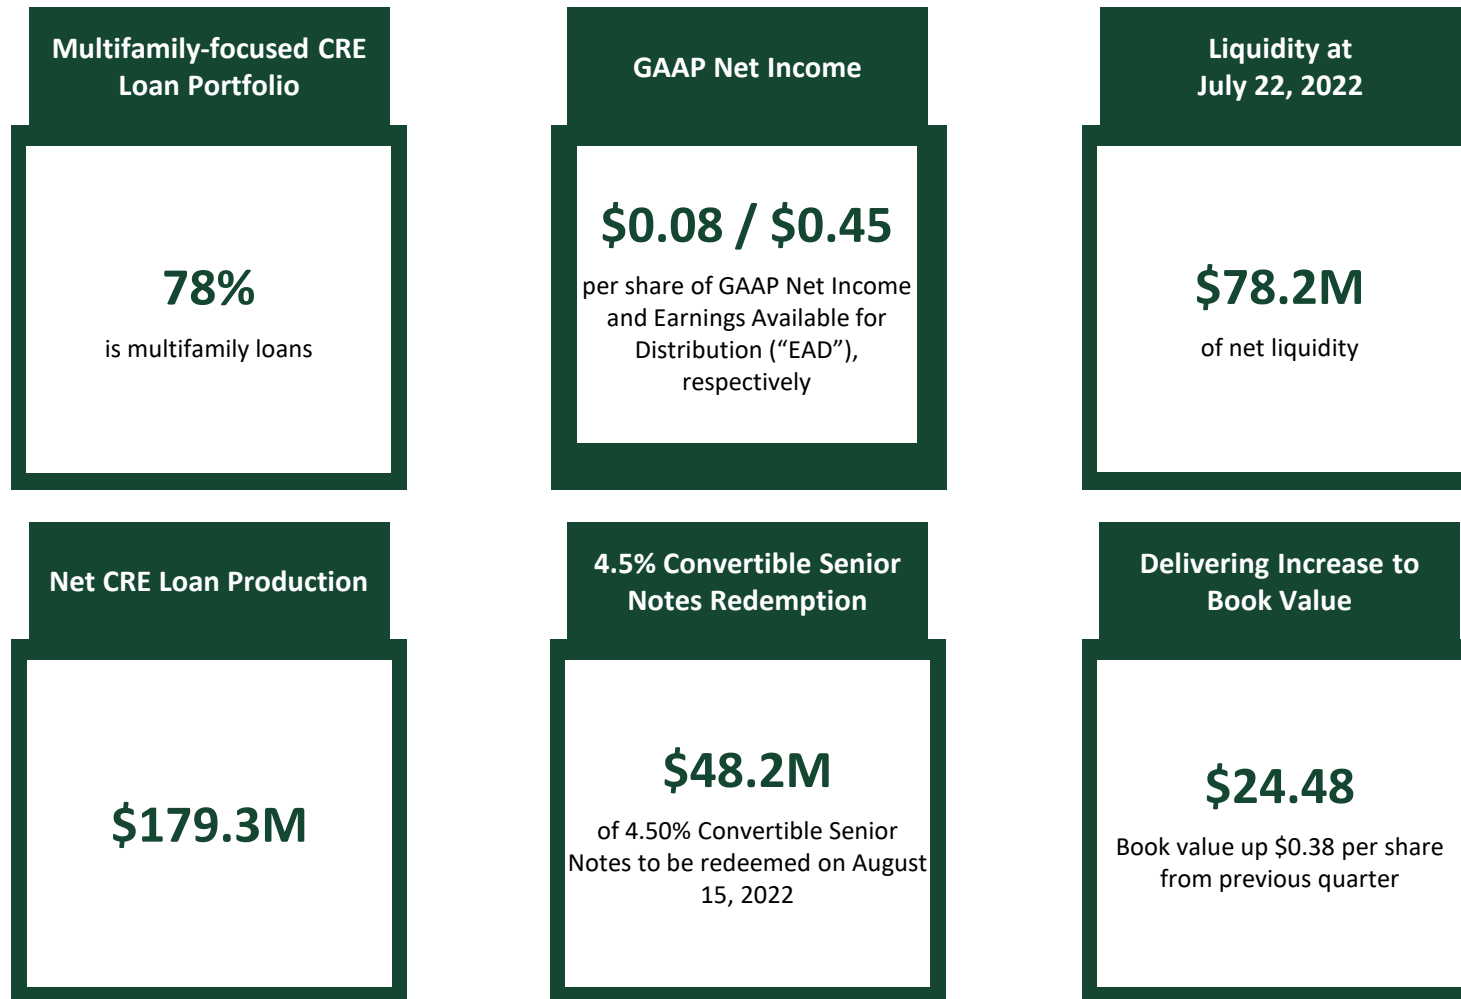 Multifamily-focused CRE
Loan Portfolio
78%
is multifamily loans
GAAP Net Income
$0.08 / $0.45
per share of GAAP Net Income
and Earnings Available for
Distribution (“EAD”),
respectively
Liquidity at
July 22, 2022
$78.2M
of net liquidity
Net CRE Loan Production
$179.3M
4.5% Convertible Senior
Notes Redemption
$48.2M
of 4.50% Convertible Senior
Notes to be redeemed on August
15, 2022
Delivering Increase to
Book Value
$24.48
Book value up $0.38 per share
from previous quarter